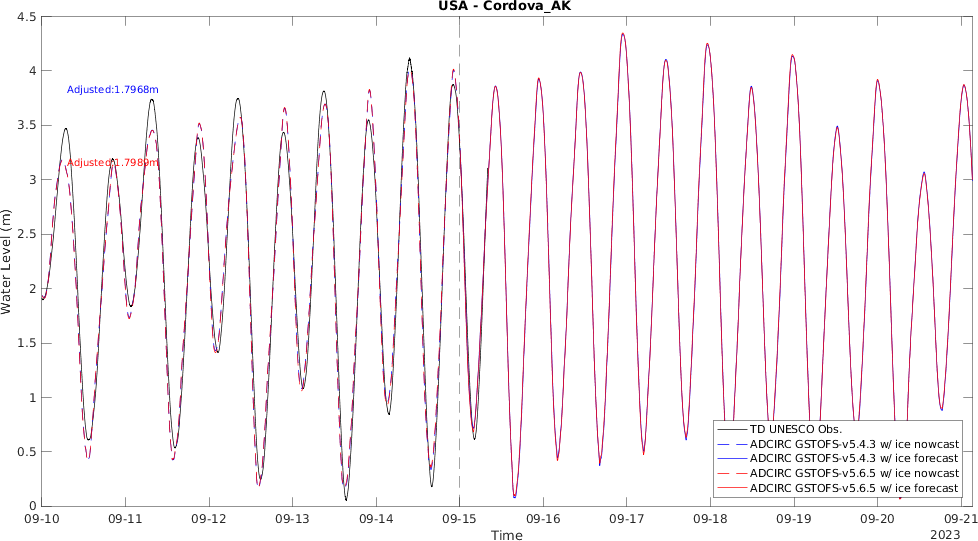 USA - Cordova_AK
4.5
4
3.5
3
2.5
2
1.5
1
0.5
0
Water Level (m)
Adjusted:1.7968m
Adjusted:1.7989m
TD UNESCO Obs.
ADCIRC GSTOFS-v5.4.3 w/ ice nowcast
ADCIRC GSTOFS-v5.4.3 w/ ice forecast
ADCIRC GSTOFS-v5.6.5 w/ ice nowcast
ADCIRC GSTOFS-v5.6.5 w/ ice forecast
09-10 09-11 09-12 09-13 09-14 09-15 09-16 09-17 09-18 09-19 09-20 09-21
Time
2023